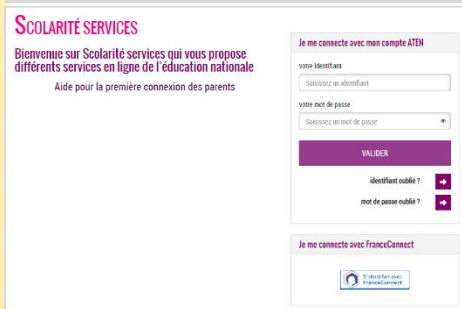 SCOLARITÉ SERVICES
Bienvenue sur Scolarité services qui vous propose
différents services en ligne de l'éducation nationale
Aide pour la première connexion des parents
Je me connecte avec mon compte ATEN
votre identifiant
Saisissez un identifiant
votre mot de passe
Saisissez un mot de passe
VALIDER
identifiant oublié ?
mot de passe oublié ?
Je me connecte avec FranceConnect
S'identifier avec
FranceConnect